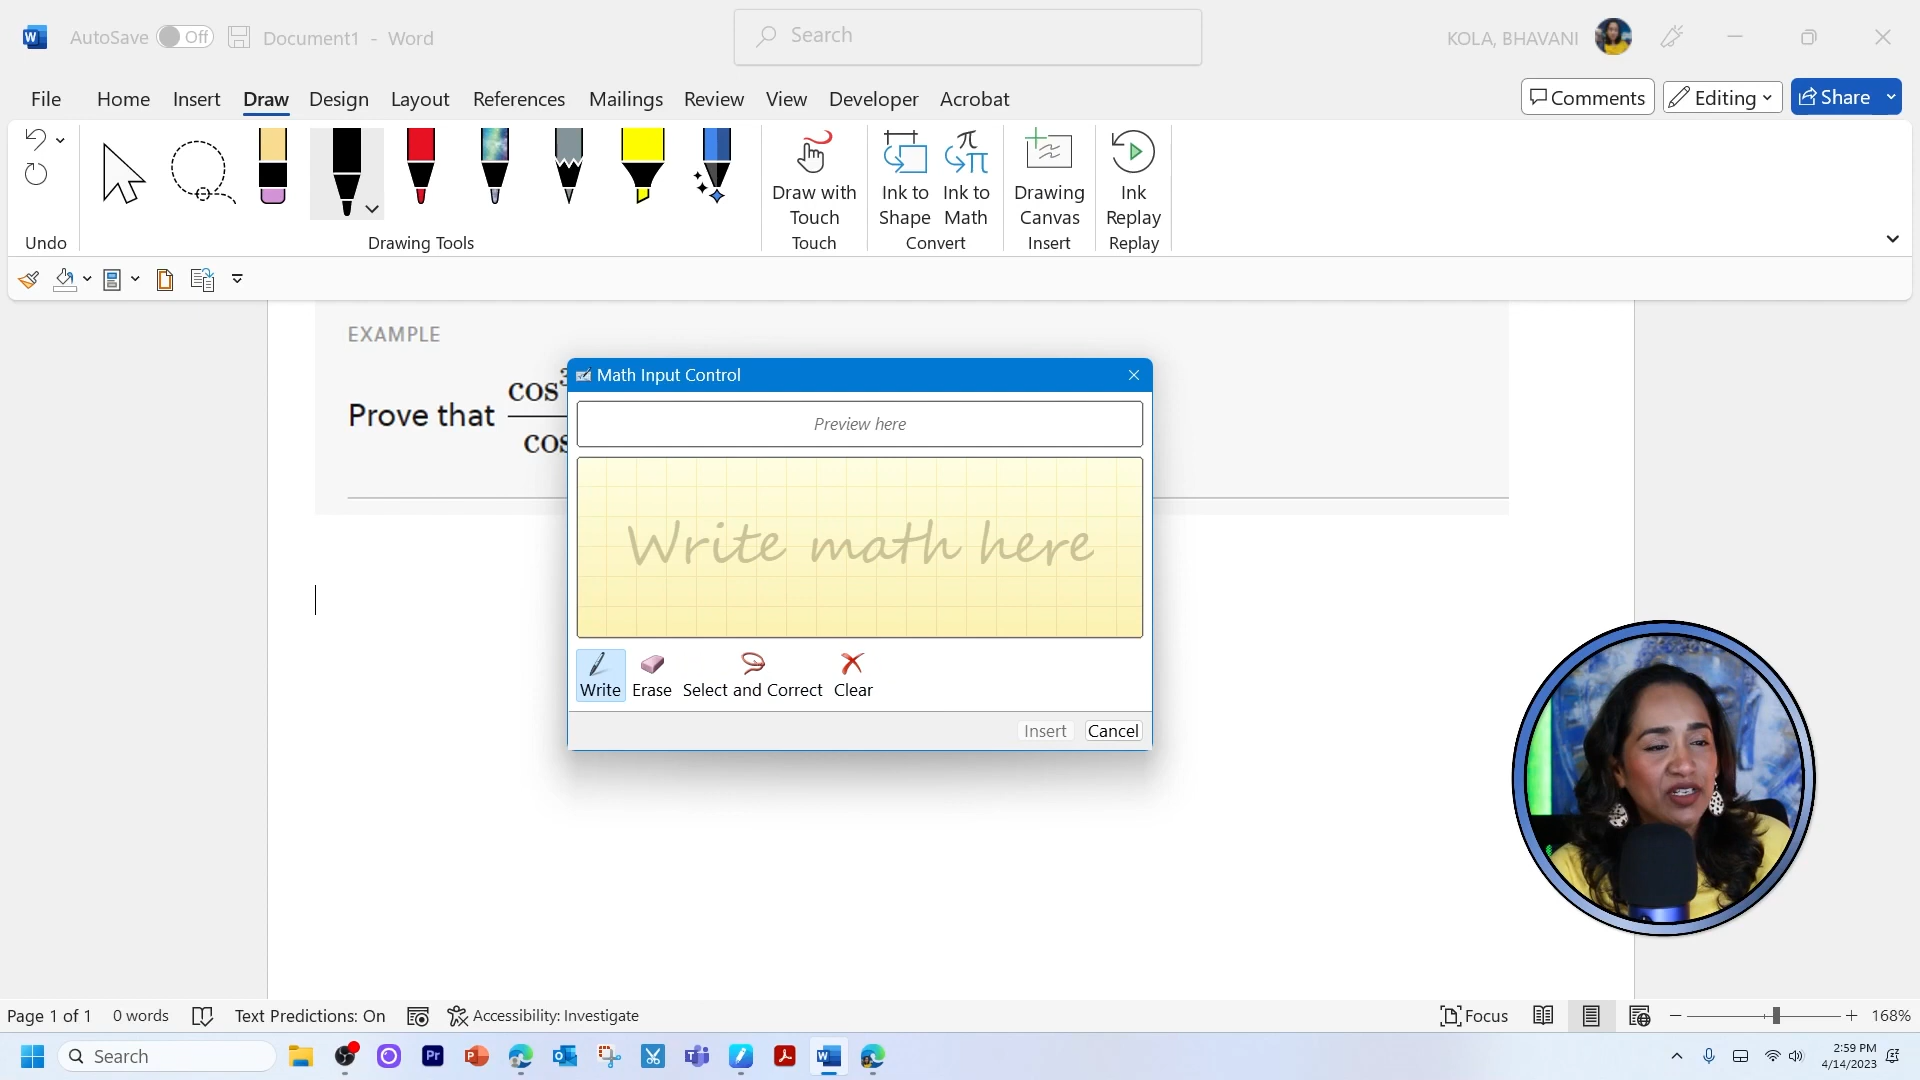 AutoSave Off Document1 - Word
Search
KOLA, BHAVANI
File Home Insert Draw Design Layout References Mailings Review View Developer Acrobat
Comments Editing Share
Draw with Touch
Ink to Shape
Ink to Math
Drawing Canvas
Ink Replay
Undo Drawing Tools Touch Convert Insert Replay
EXAMPLE
Prove that cos³
cos
Math Input Control
Preview here
Write math here
Write Erase Select and Correct Clear
Insert Cancel
Page 1 of 1 0 words Text Predictions: On Accessibility: Investigate Focus 168%
Search
2:59 PM
4/14/2023